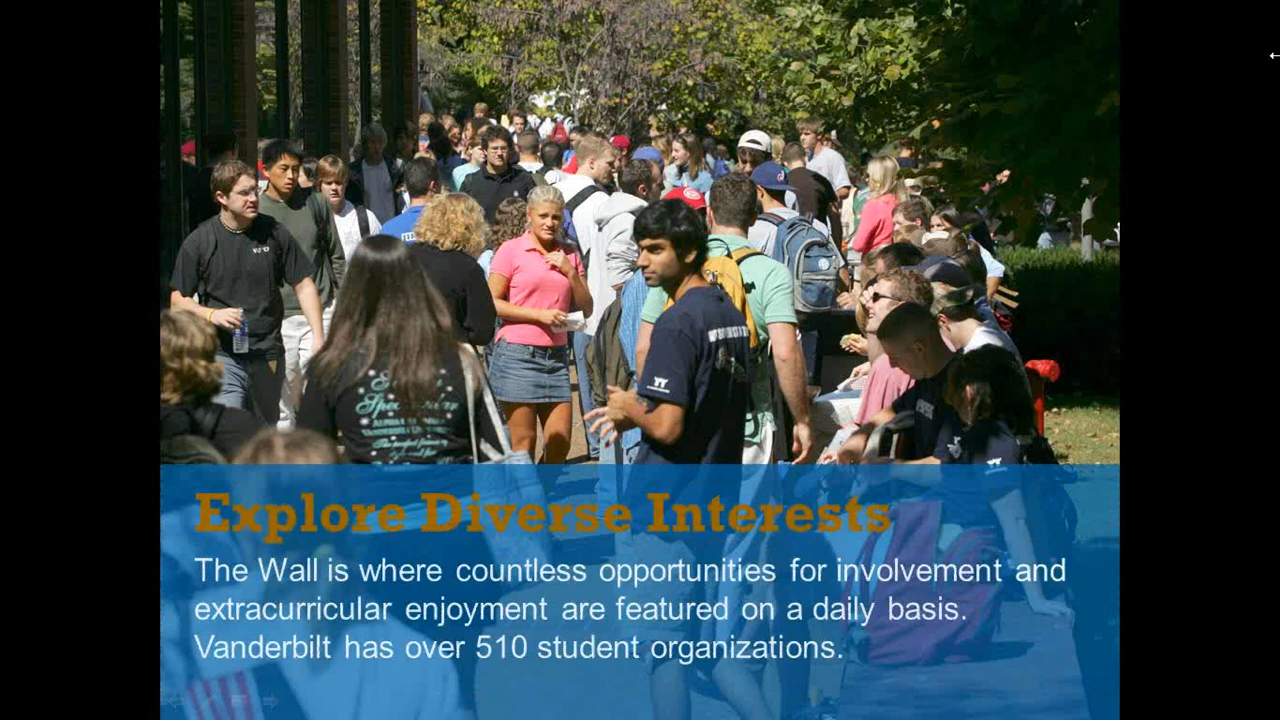 Explore Diverse Interests
The Wall is where countless opportunities for involvement and
extracurricular enjoyment are featured on a daily basis.
Vanderbilt has over 510 student organizations.